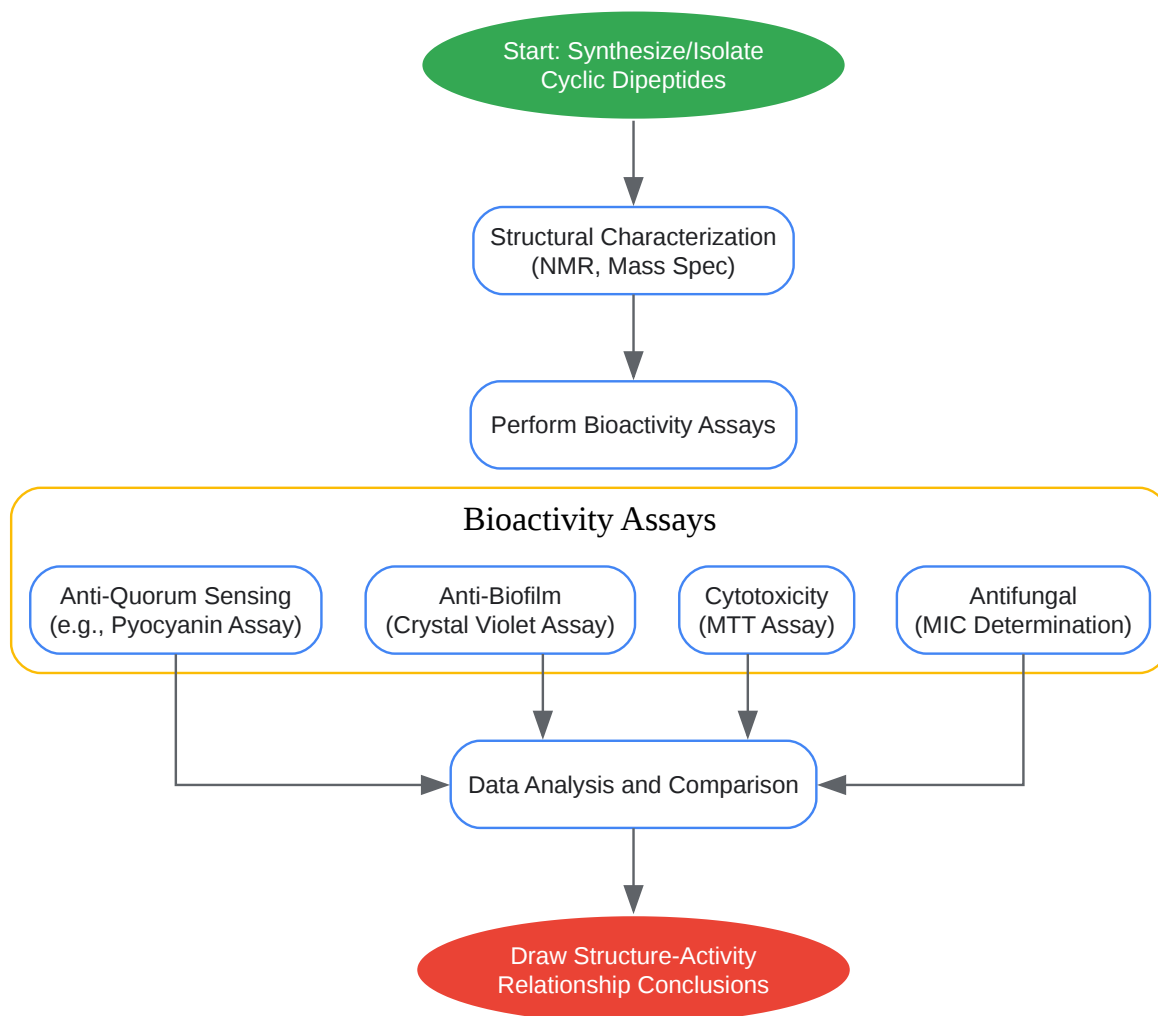 Start: Synthesize/Isolate
Cyclic Dipeptides
Structural Characterization
(NMR, Mass Spec)
Perform Bioactivity Assays
Bioactivity Assays
Anti-Quorum Sensing
(e.g., Pyocyanin Assay)
Anti-Biofilm
(Crystal Violet Assay)
Cytotoxicity
(MTT Assay)
Antifungal
(MIC Determination)
Data Analysis and Comparison
Draw Structure-Activity
Relationship Conclusions